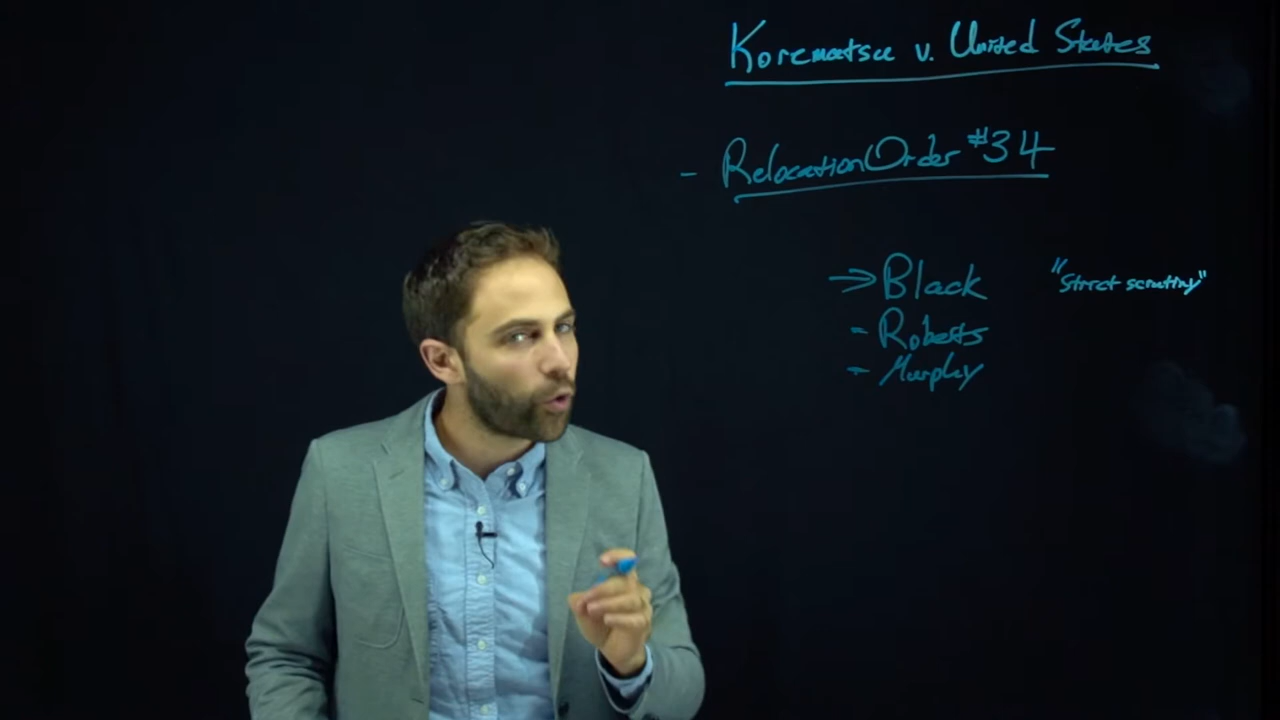 Korematsu v. United States
- Relocation Order #34
→ Black "Strict scrutiny"
- Roberts
- Murphy